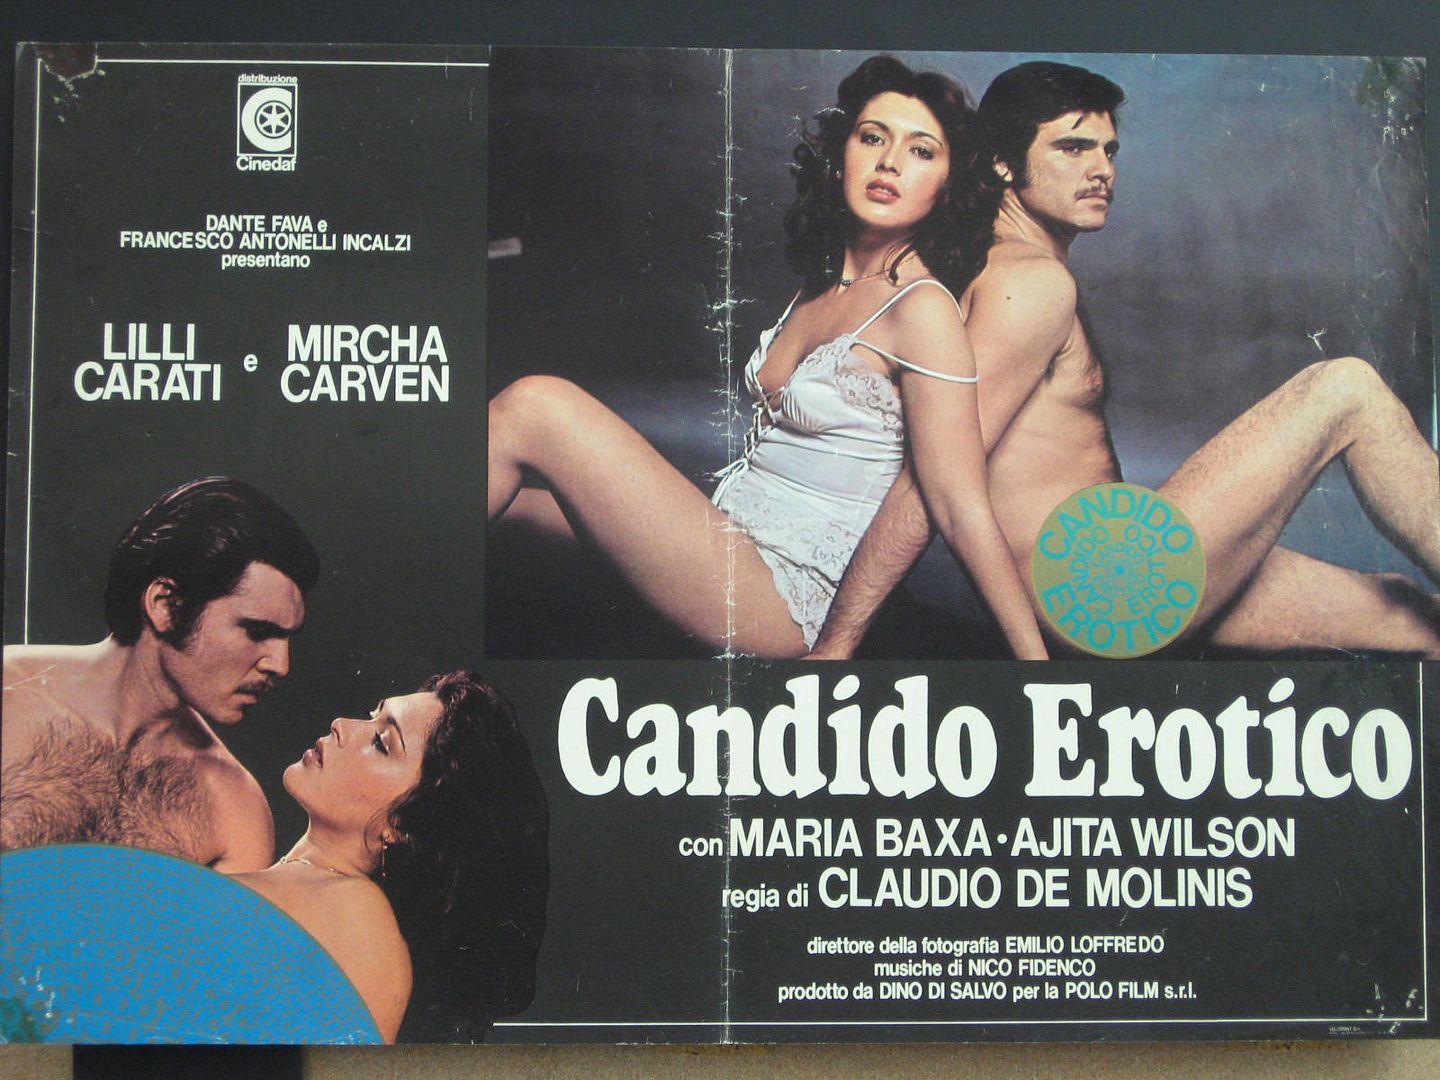 distribuzione
Cinedaf
DANTE FAVA e
FRANCESCO ANTONELLI INCALZI
presentano
LILLI
CARATI
e
MIRCHA
CARVEN
CANDIDO
EROTICO
CANDIDO
EROTICO
Candido Erotico
con MARIA BAXA • AJITA WILSON
regia di CLAUDIO DE MOLINIS
direttore della fotografia EMILIO LOFFREDO
musiche di NICO FIDENCO
prodotto da DINO DI SALVO per la POLO FILM s.r.l.